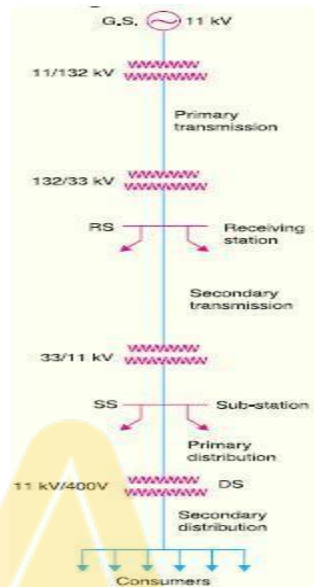 G.S. 11 kV
11/132 kV
Primary
transmission
132/33 kV
RS Receiving
station
Secondary
transmission
33/11 kV
SS Sub-station
Primary
distribution
11 kV/400V DS
Secondary
distribution
Consumers